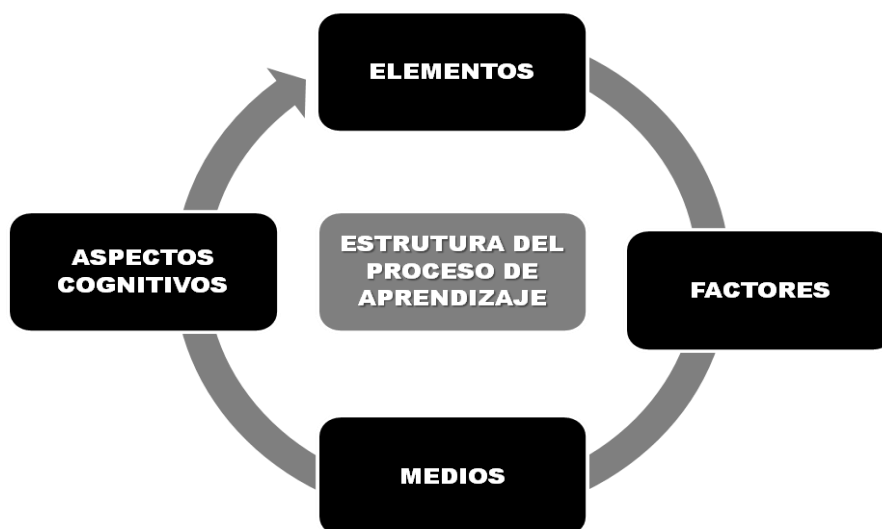 ELEMENTOS
ASPECTOS
COGNITIVOS
ESTRUTURA DEL
PROCESO DE
APRENDIZAJE
FACTORES
MEDIOS